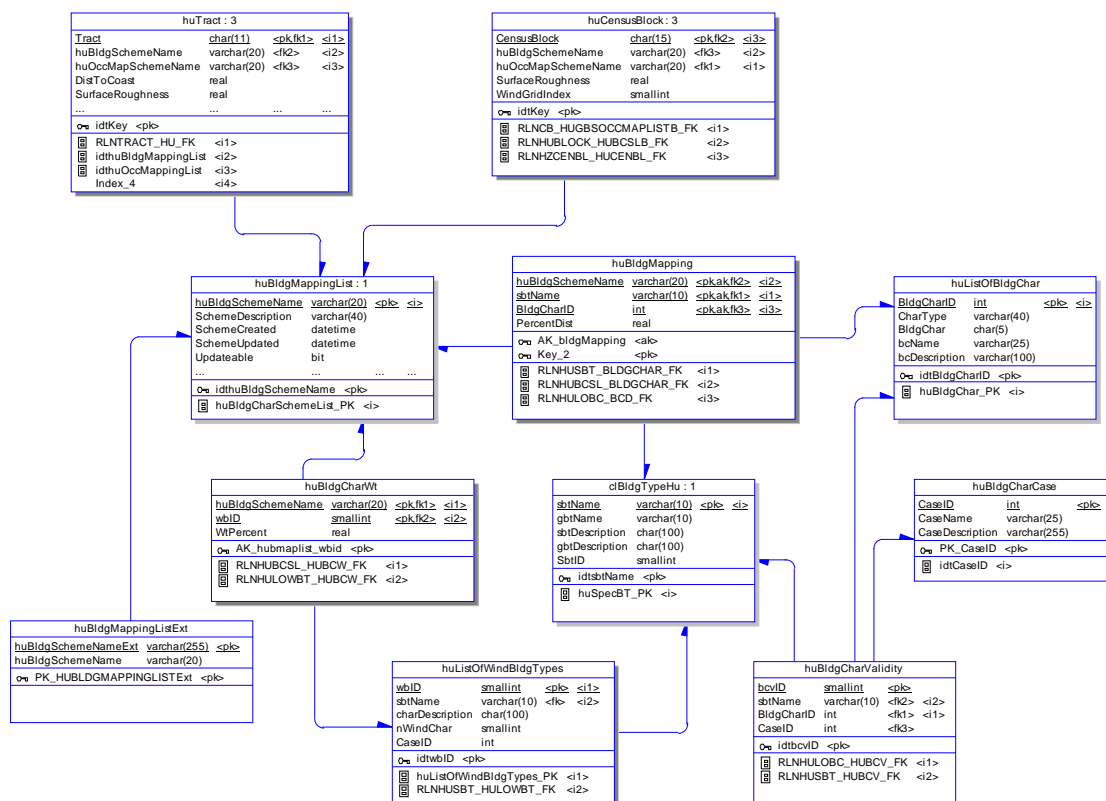 huTract : 3
Tract char(11) <pk,fk1> <i1>
huBldgSchemeName varchar(20) <fk2> <i2>
huOccMapSchemeName varchar(20) <fk3> <i3>
DistToCoast real
SurfaceRoughness real
... ... ... ...
idtKey <pk>
RLNTRACT_HU_FK <i1>
idthuBldgMappingList <i2>
idthuOccMappingList <i3>
Index_4 <i4>
huCensusBlock : 3
CensusBlock char(15) <pk,fk2> <i3>
huBldgSchemeName varchar(20) <fk3> <i2>
huOccMapSchemeName varchar(20) <fk1> <i1>
SurfaceRoughness real
WindGridIndex smallint
idtKey <pk>
RLNCB_HUGBSOCCMAPLISTB_FK <i1>
RLNHUBLOCK_HUBCSLB_FK <i2>
RLNHZCENBL_HUCENBL_FK <i3>
huBldgMappingList : 1
huBldgSchemeName varchar(20) <pk> <i>
SchemeDescription varchar(40)
SchemeCreated datetime
SchemeUpdated datetime
Updateable bit
... ... ... ...
idthuBldgSchemeName <pk>
huBldgCharSchemeList_PK <i>
huBldgMapping
huBldgSchemeName varchar(20) <pk,ak,fk2> <i2>
sbtName varchar(10) <pk,ak,fk1> <i1>
BldgCharID int <pk,ak,fk3> <i3>
PercentDist real
AK_bldgMapping <ak>
Key_2 <pk>
RLNHUSBT_BLDGCHAR_FK <i1>
RLNHUBCSL_BLDGCHAR_FK <i2>
RLNHULOBC_BCD_FK <i3>
huListOfBldgChar
BldgCharID int <pk> <i>
CharType varchar(40)
BldgChar char(5)
bcName varchar(25)
bcDescription varchar(100)
idtBldgCharID <pk>
huBldgChar_PK <i>
huBldgCharWt
huBldgSchemeName varchar(20) <pk,fk1> <i1>
wbID smallint <pk,fk2> <i2>
WtPercent real
AK_hubmaplist_wbid <pk>
RLNHUBCSL_HUBCW_FK <i1>
RLNHULOWBT_HUBCW_FK <i2>
clBldgTypeHu : 1
sbtName varchar(10) <pk> <i>
gbtName varchar(10)
sbtDescription char(100)
gbtDescription char(100)
SbtID smallint
idtsbtName <pk>
huSpecBT_PK <i>
huBldgCharCase
CaseID int <pk>
CaseName varchar(25)
CaseDescription varchar(255)
PK_CaseID <pk>
idtCaseID <i>
huBldgMappingListExt
huBldgSchemeNameExt varchar(255) <pk>
huBldgSchemeName varchar(20)
PK_HUBLDGMAPPINGLISTExt <pk>
huListOfWindBldgTypes
wbID smallint <pk> <i1>
sbtName varchar(10) <fk> <i2>
charDescription char(100)
nWindChar smallint
CaseID int
idtwbID <pk>
huListOfWindBldgTypes_PK <i1>
RLNHUSBT_HULOWBT_FK <i2>
huBldgCharValidity
bcvID smallint <pk>
sbtName varchar(10) <fk2> <i2>
BldgCharID int <fk1> <i1>
CaseID int <fk3>
idtbcvID <pk>
RLNHULOBC_HUBCV_FK <i1>
RLNHUSBT_HUBCV_FK <i2>